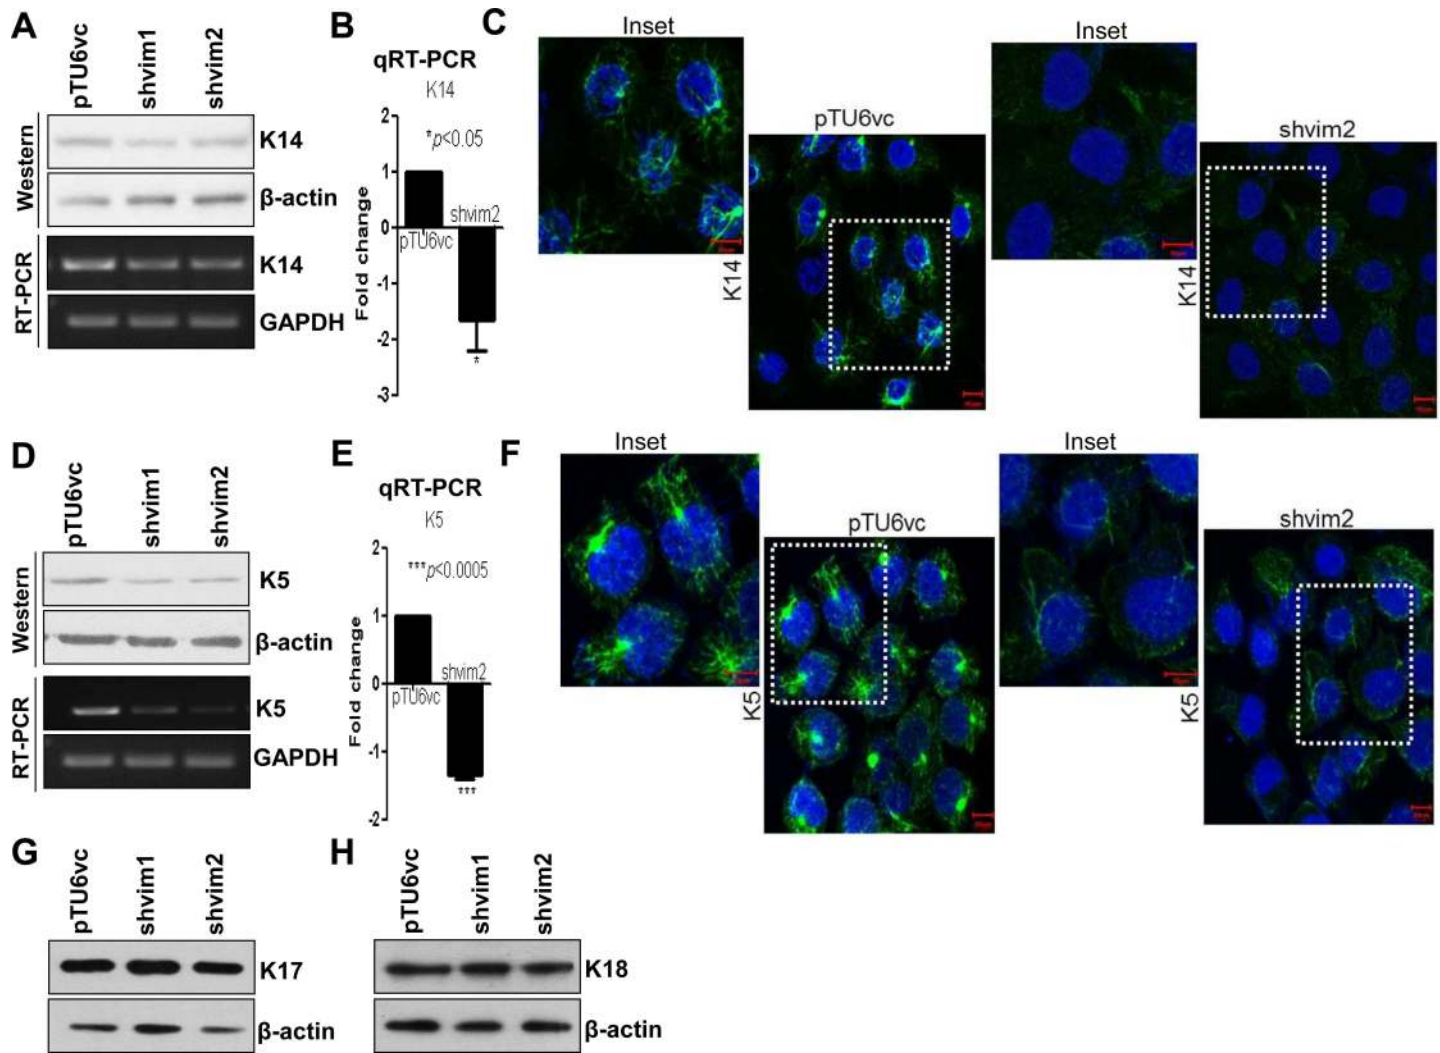 A
pTU6vc
shvim1
shvim2
Western
K14
β-actin
RT-PCR
K14
GAPDH
B
qRT-PCR
K14
*p<0.05
Fold change
2
1
0
-1
-2
-3
pTU6vc
shvim2
*
C
Inset
pTU6vc
K14
Inset
shvim2
K14
D
pTU6vc
shvim1
shvim2
Western
K5
β-actin
RT-PCR
K5
GAPDH
E
qRT-PCR
K5
***p<0.0005
Fold change
2
1
0
-1
-2
pTU6vc
shvim2
***
F
Inset
pTU6vc
K5
Inset
shvim2
K5
G
pTU6vc
shvim1
shvim2
K17
β-actin
H
pTU6vc
shvim1
shvim2
K18
β-actin